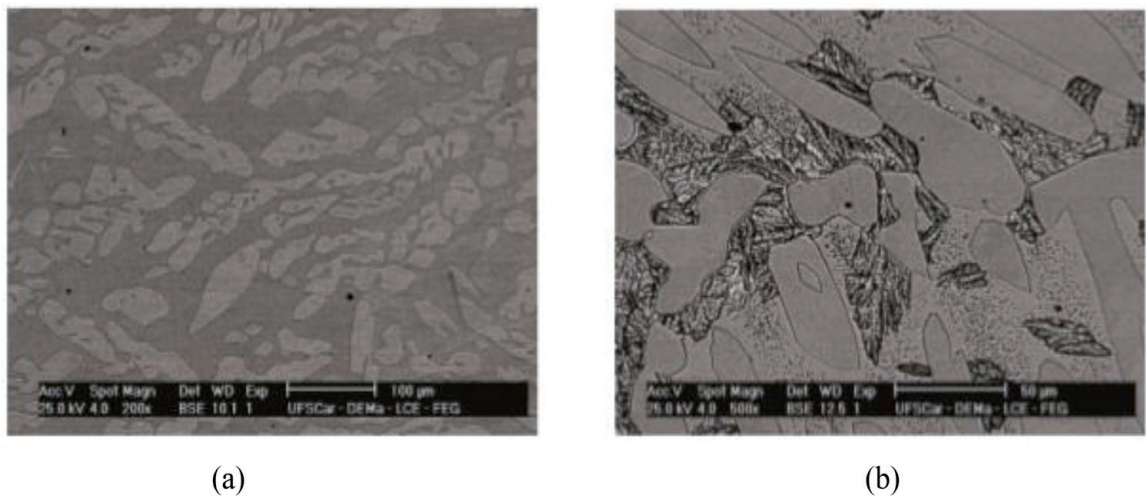 Acc.V Spot Magn Det WD Exp 100 µm
25.0 kV 4.0 200x BSE 10.1 1 UFSCar - DEMa - LCE - FEG
Acc.V Spot Magn Det WD Exp 50 µm
25.0 kV 4.0 500x BSE 12.5 1 UFSCar - DEMa - LCE - FEG
(a)
(b)